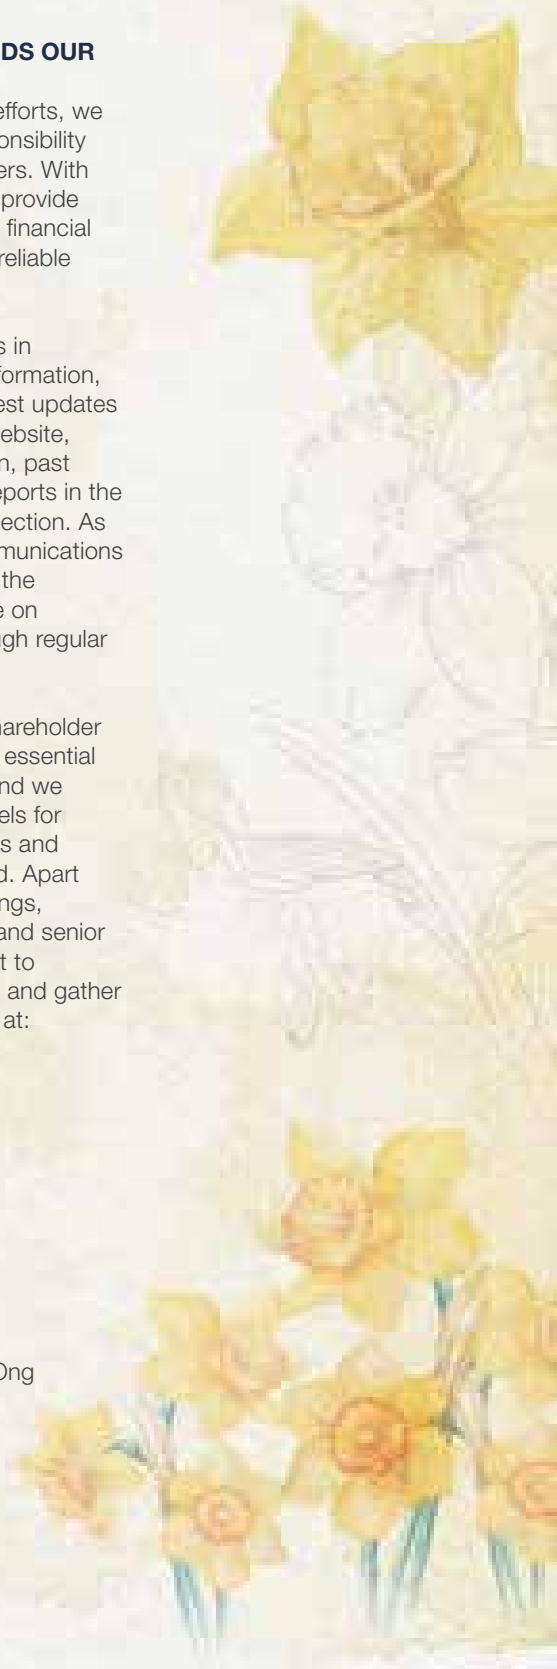 DS OUR
efforts, we
onsibility
ers. With
provide
financial
reliable
s in
formation,
est updates
ebsite,
n, past
eports in the
ection. As
munications
the
e on
gh regular
hareholder
essential
nd we
els for
s and
d. Apart
ngs,
and senior
t to
and gather
at:
Ong